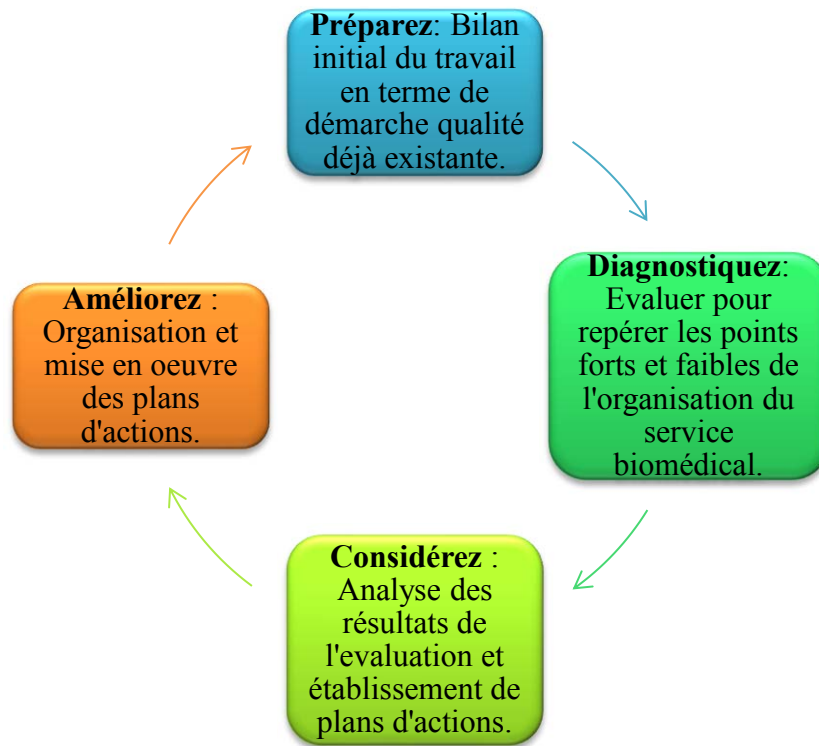 Préparez: Bilan
initial du travail
en terme de
démarche qualité
déjà existante.
Diagnostiquez:
Evaluer pour
repérer les points
forts et faibles de
l'organisation du
service
biomédical.
Considérez :
Analyse des
résultats de
l'evaluation et
établissement de
plans d'actions.
Améliorez :
Organisation et
mise en oeuvre
des plans
d'actions.